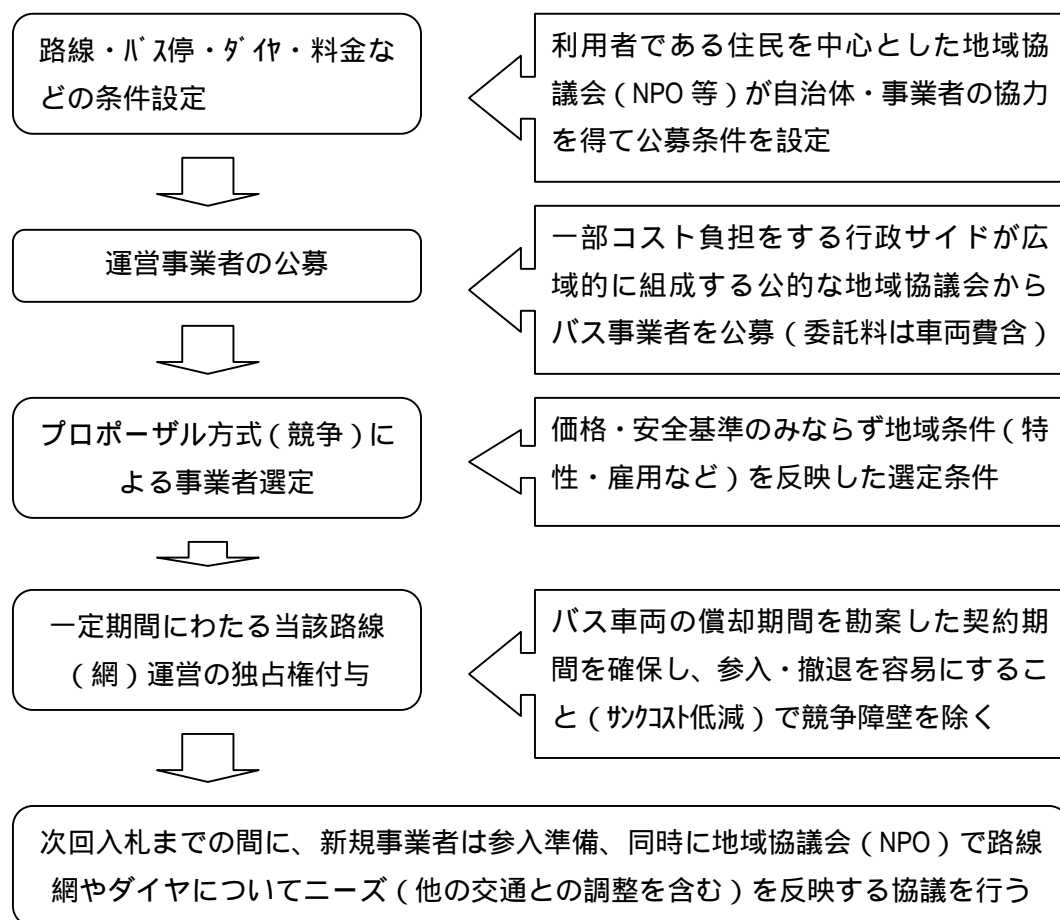 路線・ﾊﾞｽ停・ﾀﾞｲﾔ・料金な
どの条件設定
利用者である住民を中心とした地域協
議会（NPO 等）が自治体・事業者の協力
を得て公募条件を設定
運営事業者の公募
一部コスト負担をする行政サイドが広
域的に組成する公的な地域協議会から
バス事業者を公募（委託料は車両費含）
プロポーザル方式（競争）に
よる事業者選定
価格・安全基準のみならず地域条件（特
性・雇用など）を反映した選定条件
一定期間にわたる当該路線
（網）運営の独占権付与
バス車両の償却期間を勘案した契約期
間を確保し、参入・撤退を容易にするこ
と（ｻﾝｸｺｽﾄ低減）で競争障壁を除く
次回入札までの間に、新規事業者は参入準備、同時に地域協議会（NPO）で路線
網やダイヤについてニーズ（他の交通との調整を含む）を反映する協議を行う